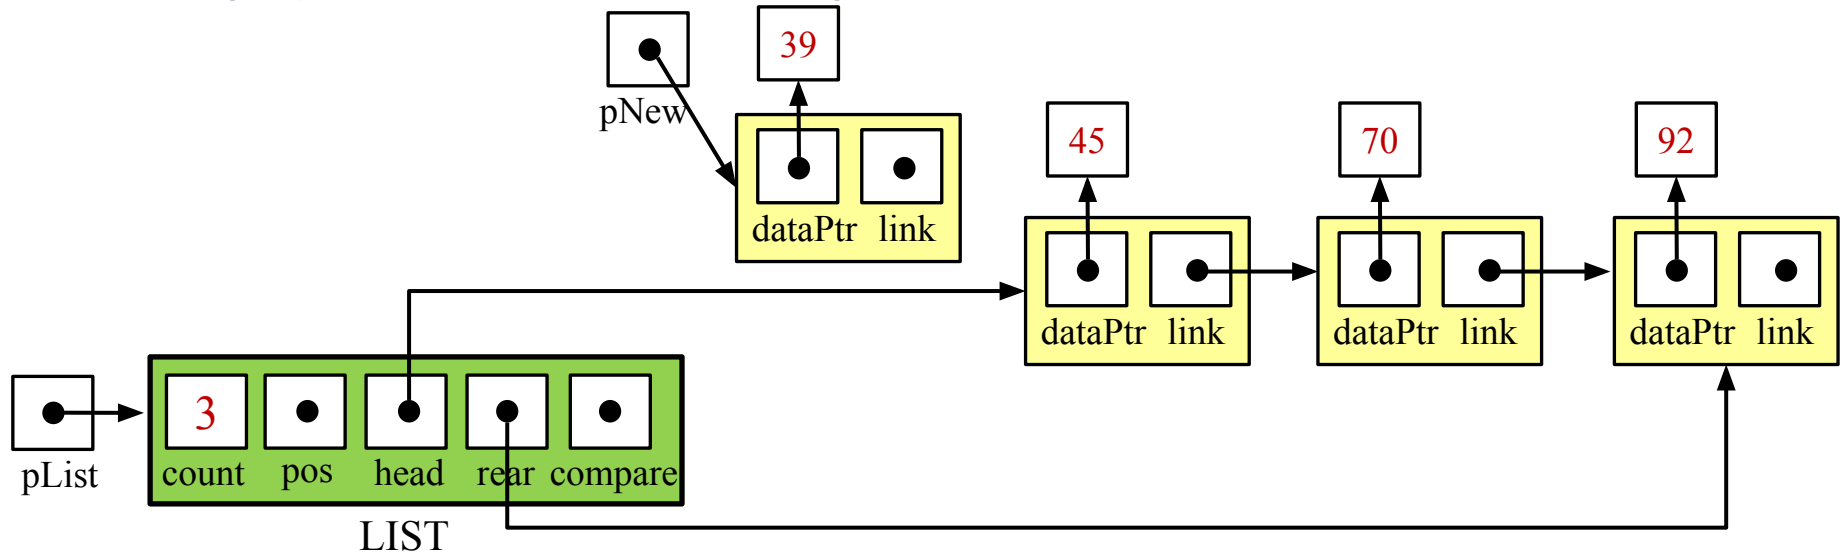 39
pNew
45
70
92
dataPtr link
dataPtr link
dataPtr link
dataPtr link
3
pList
count pos head rear compare
LIST